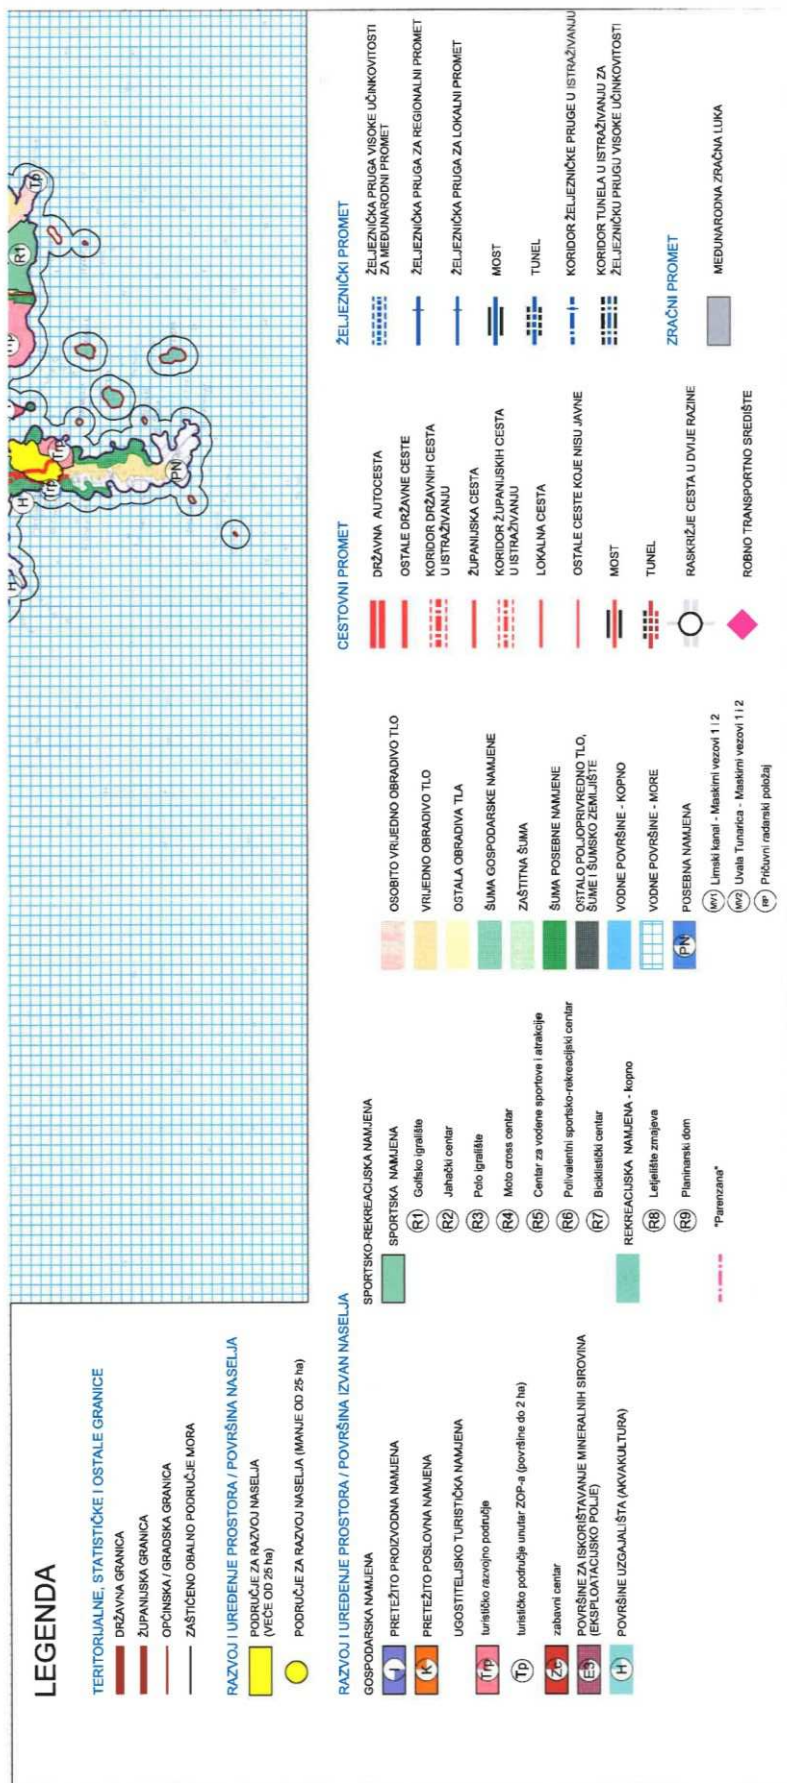 Tp
R1
Trp
Trp
Trp
PN
H
H
LEGENDA
TERITORIJALNE, STATISTIČKE I OSTALE GRANICE
DRŽAVNA GRANICA
ŽUPANIJSKA GRANICA
OPĆINSKA / GRADSKA GRANICA
ZAŠTIĆENO OBALNO PODRUČJE MORA
RAZVOJ I UREĐENJE PROSTORA / POVRŠINA NASELJA
PODRUČJE ZA RAZVOJ NASELJA
(VEĆE OD 25 ha)
PODRUČJE ZA RAZVOJ NASELJA (MANJE OD 25 ha)
RAZVOJ I UREĐENJE PROSTORA / POVRŠINA IZVAN NASELJA
GOSPODARSKA NAMJENA
I PRETEŽITO PROIZVODNA NAMJENA
K PRETEŽITO POSLOVNA NAMJENA
UGOSTITELJSKO TURISTIČKA NAMJENA
Trp turističko razvojno područje
Tp turističko područje unutar ZOP-a (površine do 2 ha)
Zc zabavni centar
E3 POVRŠINE ZA ISKORIŠTAVANJE MINERALNIH SIROVINA
(EKSPLOATACIJSKO POLJE)
H POVRŠINE UZGAJALIŠTA (AKVAKULTURA)
SPORTSKO-REKREACIJSKA NAMJENA
SPORTSKA NAMJENA
R1 Golfsko igralište
R2 Jahački centar
R3 Polo igralište
R4 Moto cross centar
R5 Centar za vodene sportove i atrakcije
R6 Polivalentni sportsko-rekreacijski centar
R7 Biciklistički centar
REKREACIJSKA NAMJENA - kopno
R8 Letjelište zmajeva
R9 Planinarski dom
"Parenzana"
OSOBITO VRIJEDNO OBRADIVO TLO
VRIJEDNO OBRADIVO TLO
OSTALA OBRADIVA TLA
ŠUMA GOSPODARSKE NAMJENE
ZAŠTITNA ŠUMA
ŠUMA POSEBNE NAMJENE
OSTALO POLJOPRIVREDNO TLO,
ŠUME I ŠUMSKO ZEMLJIŠTE
VODNE POVRŠINE - KOPNO
VODNE POVRŠINE - MORE
PN POSEBNA NAMJENA
MV1 Limski kanal - Maskirni vezovi 1 i 2
MV2 Uvala Tunarica - Maskirni vezovi 1 i 2
RP Pričuvni radarski položaj
CESTOVNI PROMET
DRŽAVNA AUTOCESTA
OSTALE DRŽAVNE CESTE
KORIDOR DRŽAVNIH CESTA
U ISTRAŽIVANJU
ŽUPANIJSKA CESTA
KORIDOR ŽUPANIJSKIH CESTA
U ISTRAŽIVANJU
LOKALNA CESTA
OSTALE CESTE KOJE NISU JAVNE
MOST
TUNEL
RASKRIŽJE CESTA U DVIJE RAZINE
ROBNO TRANSPORTNO SREDIŠTE
ŽELJEZNIČKI PROMET
ŽELJEZNIČKA PRUGA VISOKE UČINKOVITOSTI
ZA MEĐUNARODNI PROMET
ŽELJEZNIČKA PRUGA ZA REGIONALNI PROMET
ŽELJEZNIČKA PRUGA ZA LOKALNI PROMET
MOST
TUNEL
KORIDOR ŽELJEZNIČKE PRUGE U ISTRAŽIVANJU
KORIDOR TUNELA U ISTRAŽIVANJU ZA
ŽELJEZNIČKU PRUGU VISOKE UČINKOVITOSTI
ZRAČNI PROMET
MEĐUNARODNA ZRAČNA LUKA